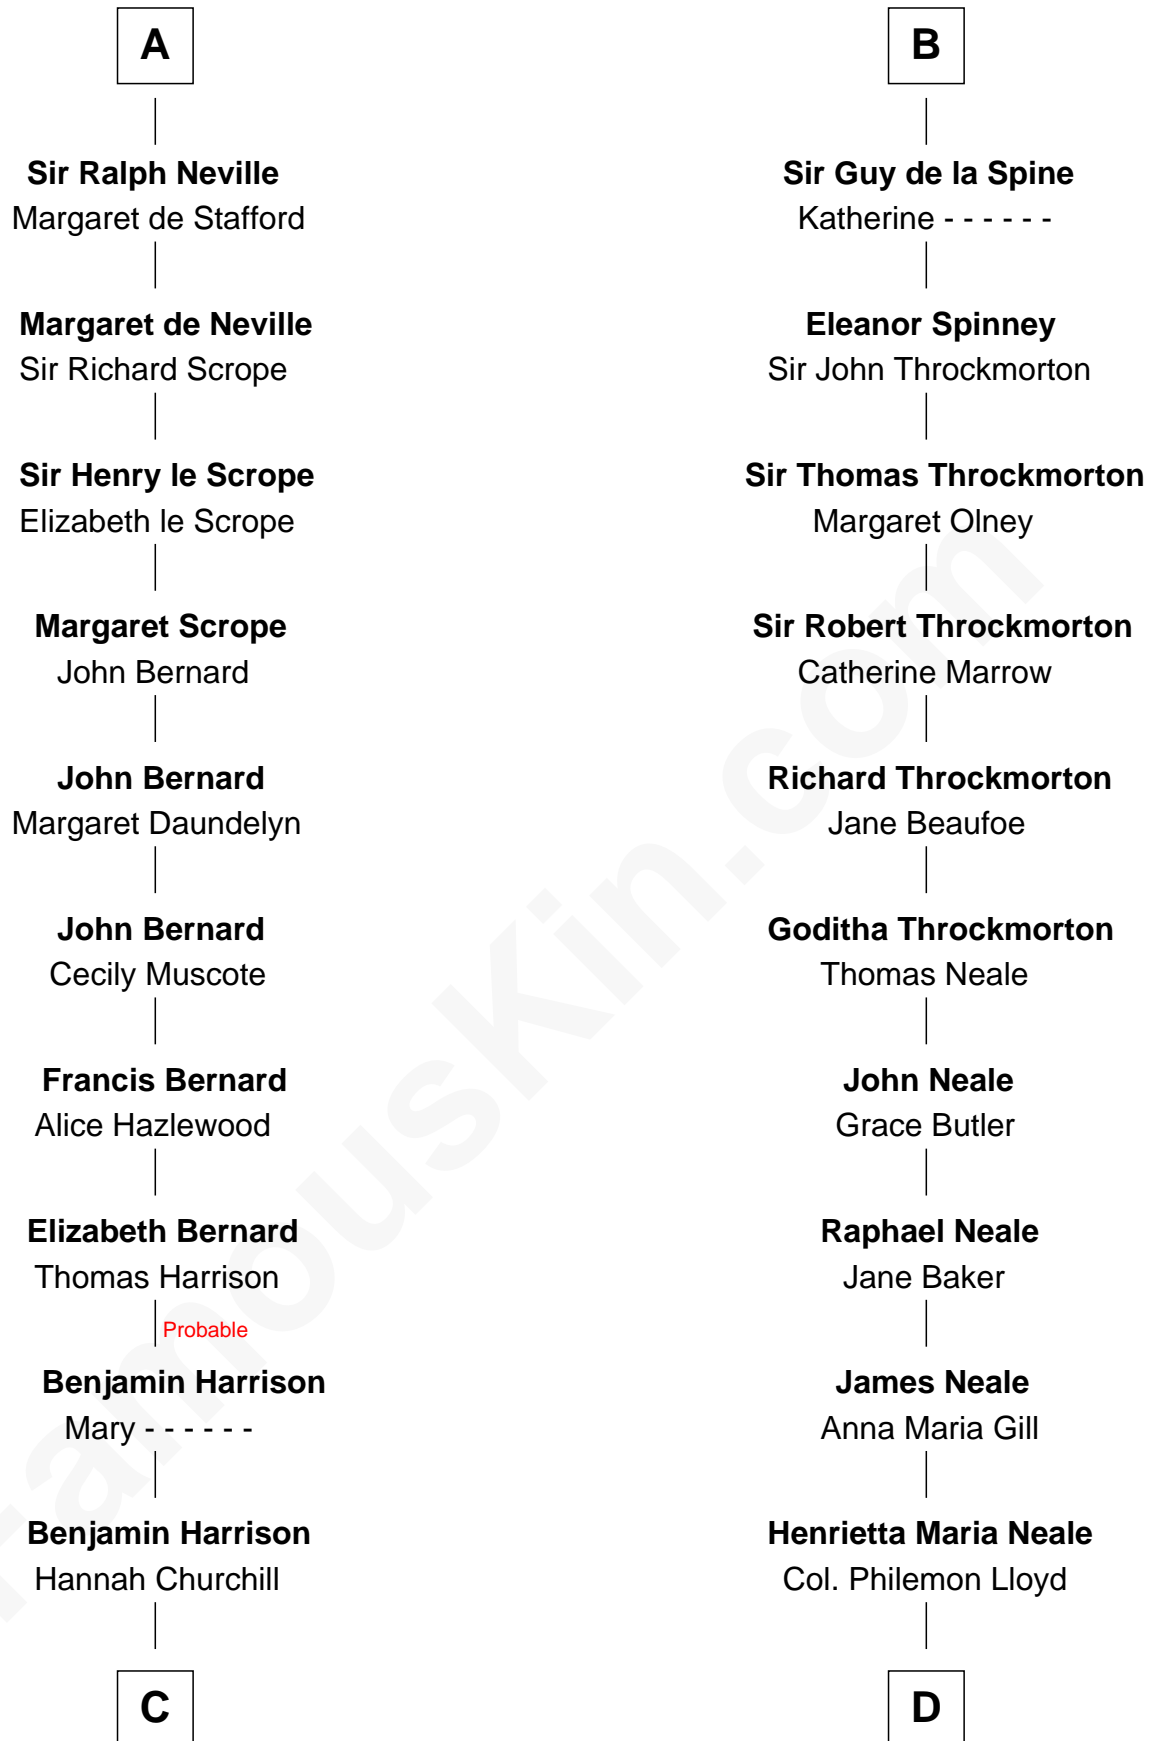 A
Sir Ralph Neville
Margaret de Stafford
Margaret de Neville
Sir Richard Scrope
Sir Henry le Scrope
Elizabeth le Scrope
Margaret Scrope
John Bernard
John Bernard
Margaret Daundelyn
John Bernard
Cecily Muscote
Francis Bernard
Alice Hazlewood
Elizabeth Bernard
Thomas Harrison
Probable
Benjamin Harrison
Mary - - - - - -
Benjamin Harrison
Hannah Churchill
C
B
Sir Guy de la Spine
Katherine - - - - - -
Eleanor Spinney
Sir John Throckmorton
Sir Thomas Throckmorton
Margaret Olney
Sir Robert Throckmorton
Catherine Marrow
Richard Throckmorton
Jane Beaufoe
Goditha Throckmorton
Thomas Neale
John Neale
Grace Butler
Raphael Neale
Jane Baker
James Neale
Anna Maria Gill
Henrietta Maria Neale
Col. Philemon Lloyd
D
FamousKin.com